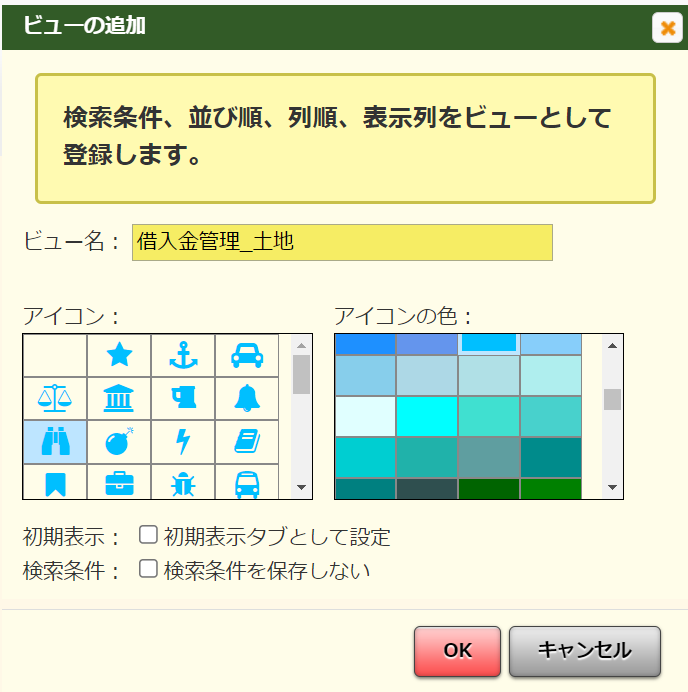 ビューの追加
検索条件、並び順、列順、表示列をビューとして
登録します。
ビュー名： 借入金管理_土地
アイコン： アイコンの色：
初期表示： 初期表示タブとして設定
検索条件： 検索条件を保存しない
OK キャンセル